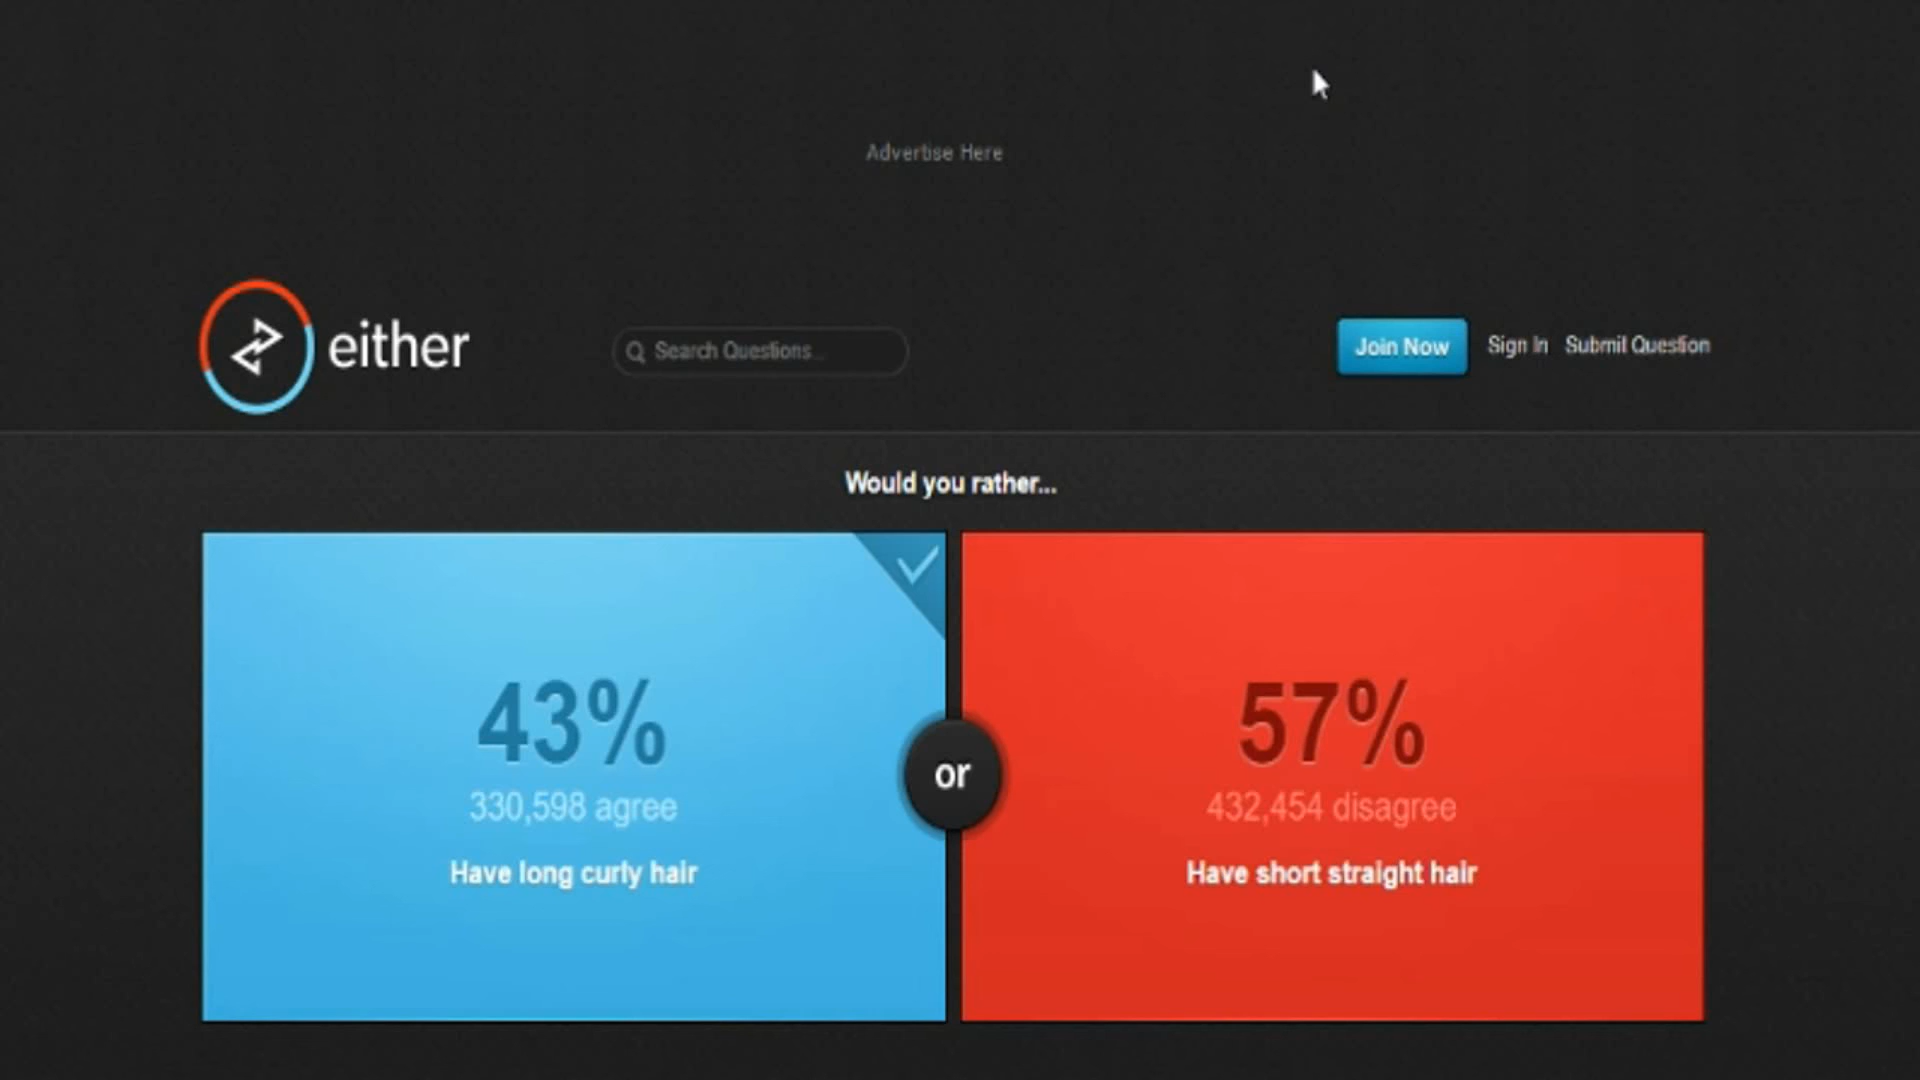 Advertise Here
either
Search Questions...
Join Now
Sign In
Submit Question
Would you rather...
43%
330,598 agree
Have long curly hair
or
57%
432,454 disagree
Have short straight hair